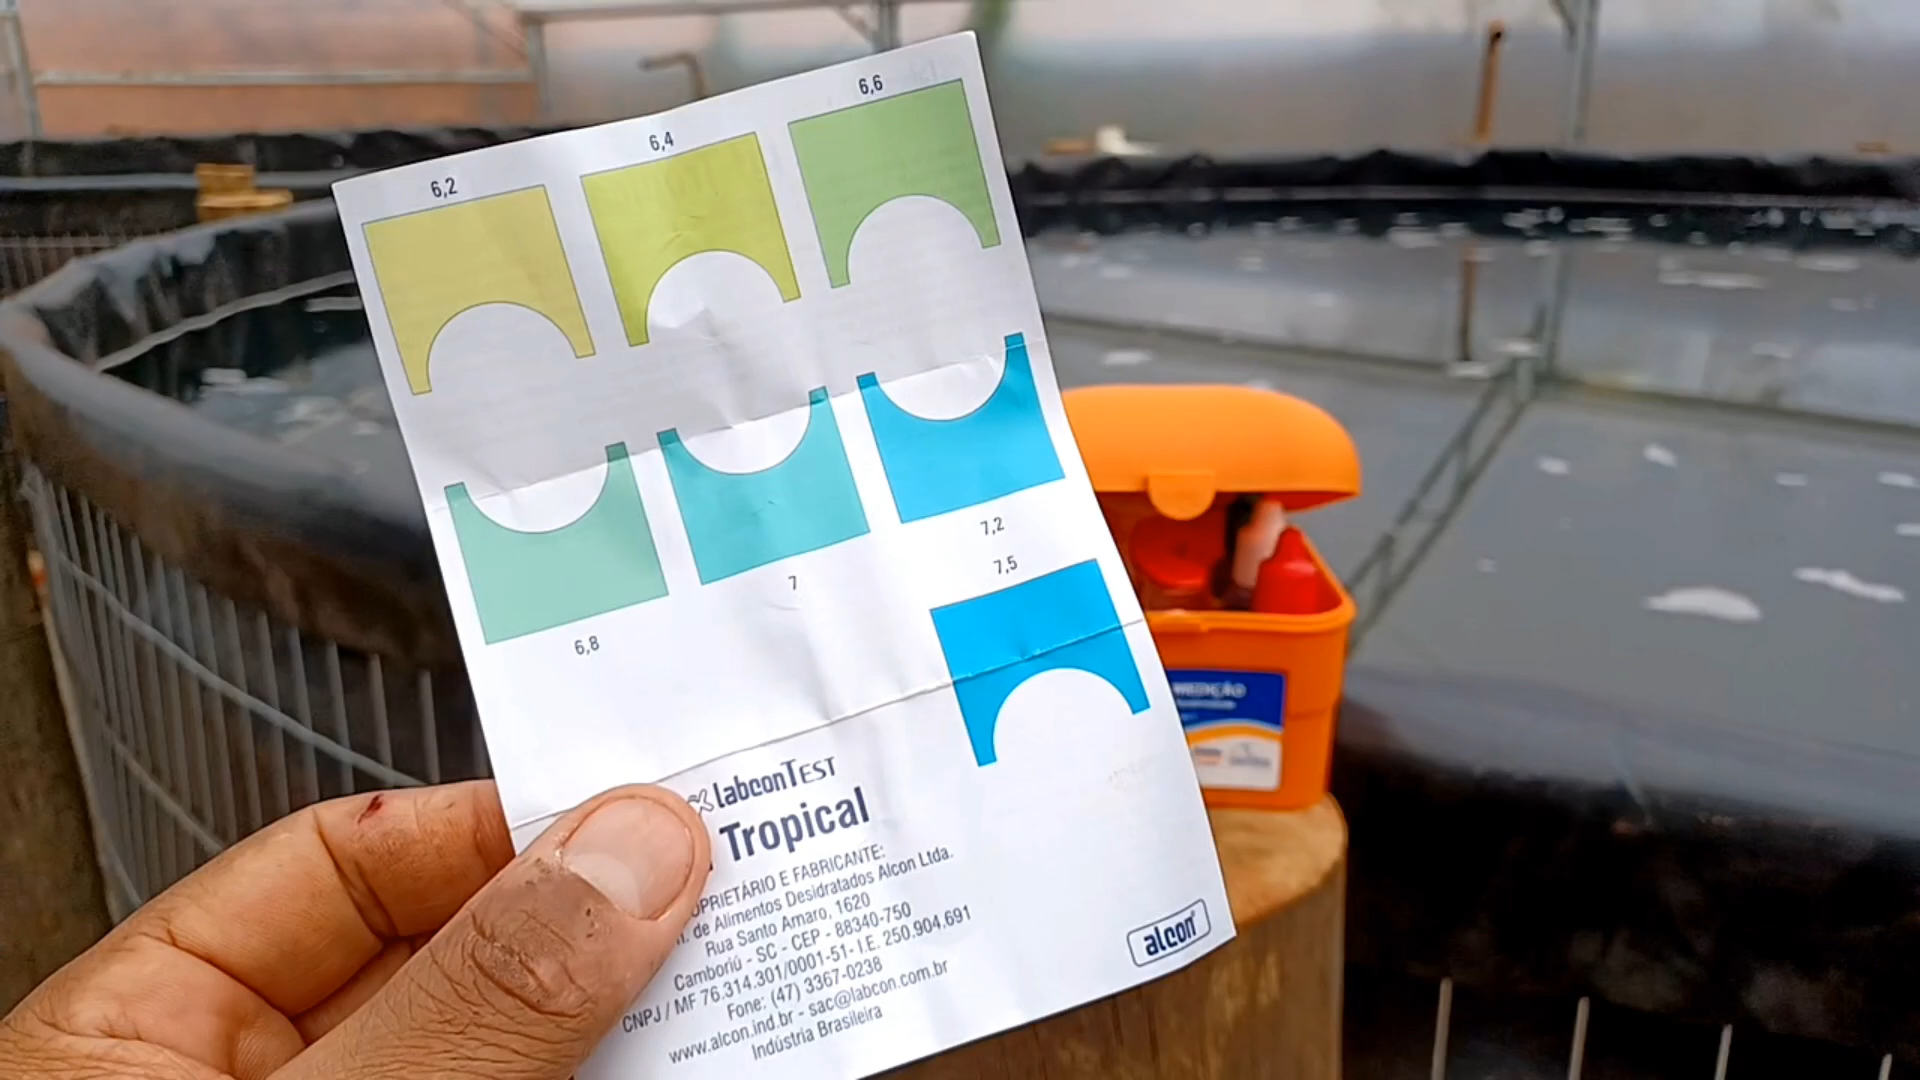 6,2
6,4
6,6
6,8
7
7,2
7,5
labconTEST
Tropical
OPRIETÁRIO E FABRICANTE:
de Alimentos Desidratados Alcon Ltda.
Rua Santo Amaro, 1620
Camboriú - SC - CEP - 88340-750
CNPJ / MF 76.314.301/0001-51- I.E. 250.904.691
Fone: (47) 3367-0238
www.alcon.ind.br - sac@labcon.com.br
Indústria Brasileira
alcon
MEDIÇÃO